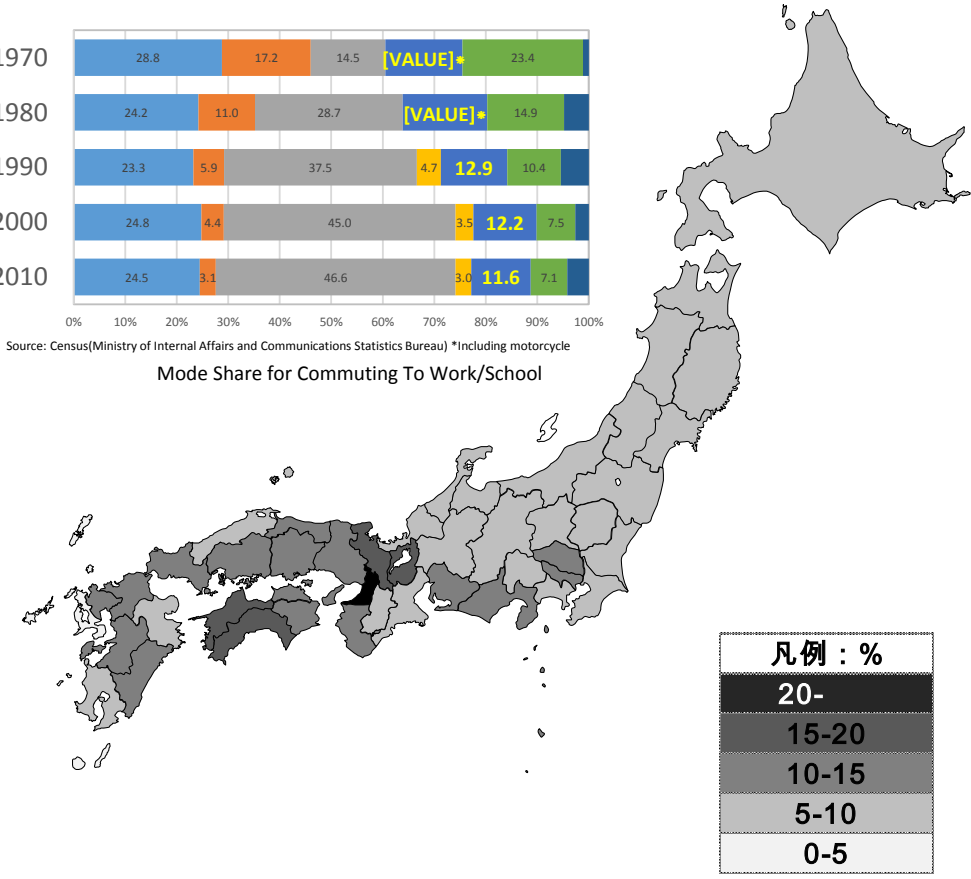 1970 28.8 17.2 14.5 [VALUE]* 23.4
1980 24.2 11.0 28.7 [VALUE]* 14.9
1990 23.3 5.9 37.5 4.7 12.9 10.4
2000 24.8 4.4 45.0 3.5 12.2 7.5
2010 24.5 3.1 46.6 3.0 11.6 7.1
0% 10% 20% 30% 40% 50% 60% 70% 80% 90% 100%
Source: Census(Ministry of Internal Affairs and Communications Statistics Bureau) *Including motorcycle
Mode Share for Commuting To Work/School
凡例：%
20-
15-20
10-15
5-10
0-5